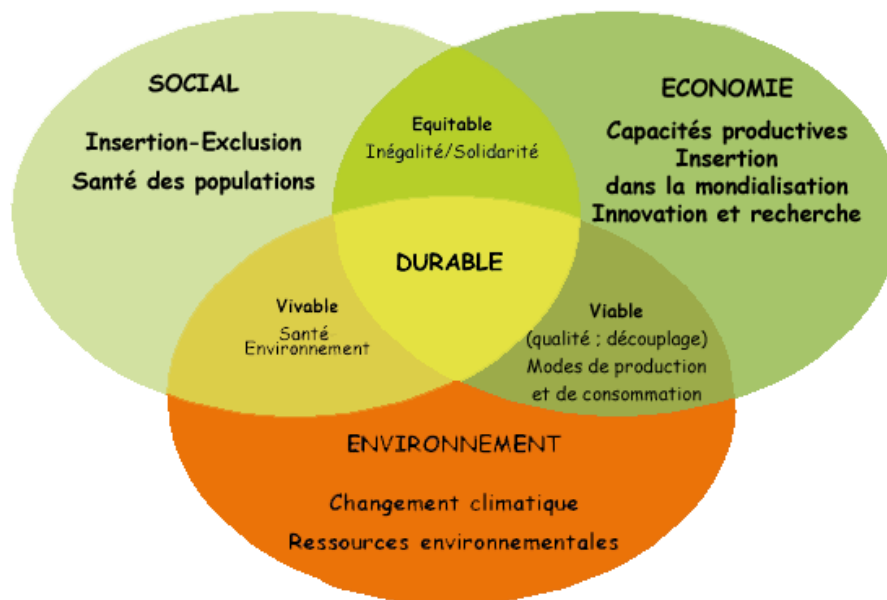 SOCIAL
Insertion-Exclusion
Santé des populations
Equitable
Inégalité/Solidarité
ECONOMIE
Capacités productives
Insertion
dans la mondialisation
Innovation et recherche
DURABLE
Vivable
Santé
Environnement
Viable
(qualité ; découplage)
Modes de production
et de consommation
ENVIRONNEMENT
Changement climatique
Ressources environnementales